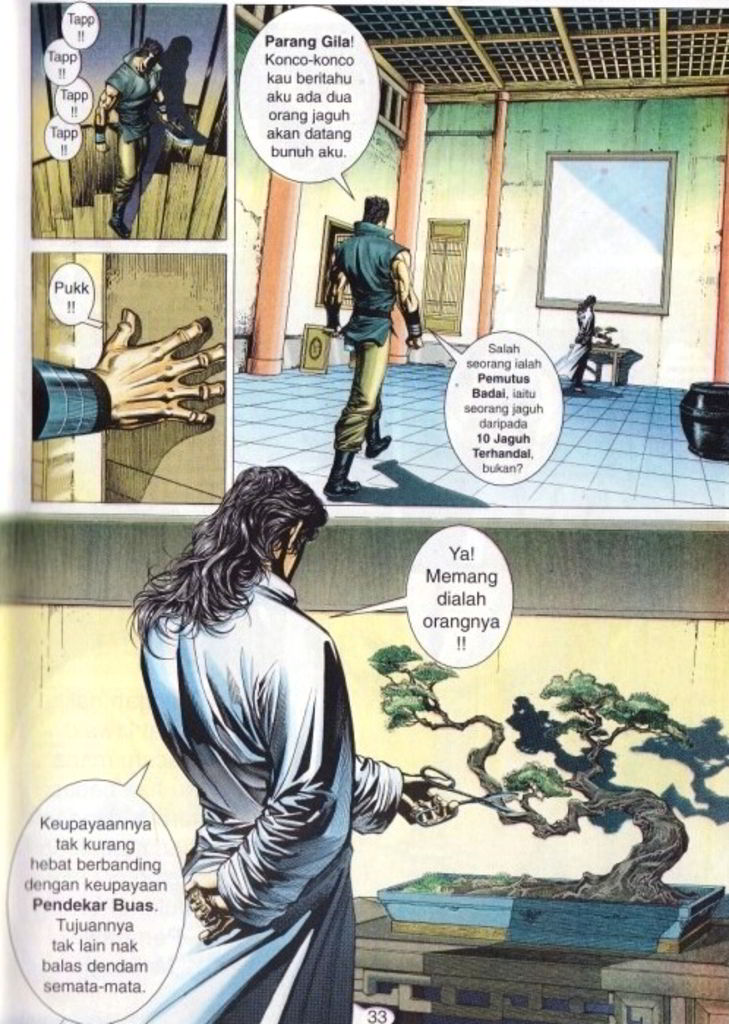 Tapp
!!
Tapp
!!
Tapp
!!
Tapp
!!
Pukk
!!
Parang Gila!
Konco-konco
kau beritahu
aku ada dua
orang jaguh
akan datang
bunuh aku.
Salah
seorang ialah
Pemutus
Badai, iaitu
seorang jaguh
daripada
10 Jaguh
Terhandal,
bukan?
Ya!
Memang
dialah
orangnya
!!
Keupayaannya
tak kurang
hebat berbanding
dengan keupayaan
Pendekar Buas.
Tujuannya
tak lain nak
balas dendam
semata-mata.
33